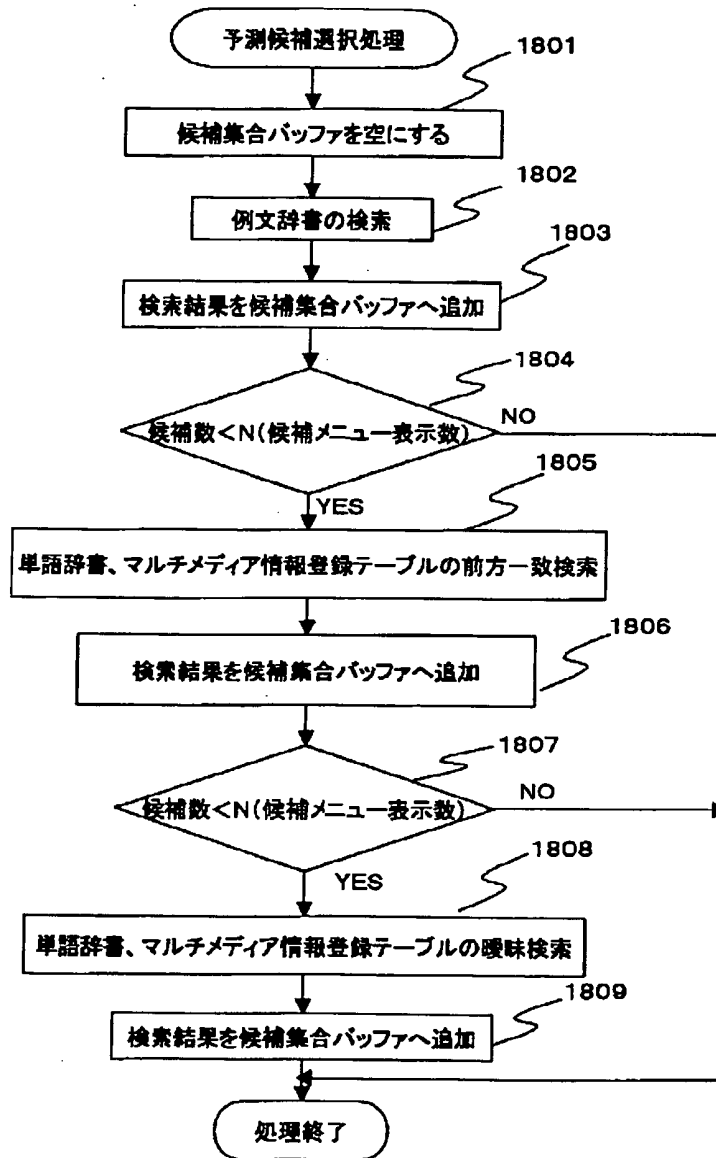 予測候補選択処理
1801
候補集合バッファを空にする
1802
例文辞書の検索
1803
検索結果を候補集合バッファへ追加
1804
候補数<N(候補メニュー表示数)
NO
YES
1805
単語辞書、マルチメディア情報登録テーブルの前方一致検索
1806
検索結果を候補集合バッファへ追加
1807
候補数<N(候補メニュー表示数)
NO
YES
1808
単語辞書、マルチメディア情報登録テーブルの曖昧検索
1809
検索結果を候補集合バッファへ追加
処理終了